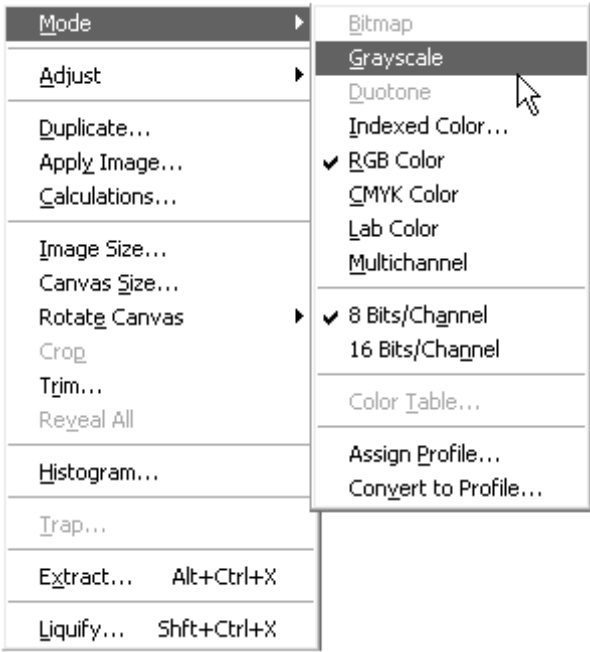 Mode
Adjust
Duplicate...
Apply Image...
Calculations...
Image Size...
Canvas Size...
Rotate Canvas
Crop
Trim...
Reveal All
Histogram...
Trap...
Extract... Alt+Ctrl+X
Liquify... Shft+Ctrl+X
Bitmap
Grayscale
Duotone
Indexed Color...
RGB Color
CMYK Color
Lab Color
Multichannel
8 Bits/Channel
16 Bits/Channel
Color Table...
Assign Profile...
Convert to Profile...